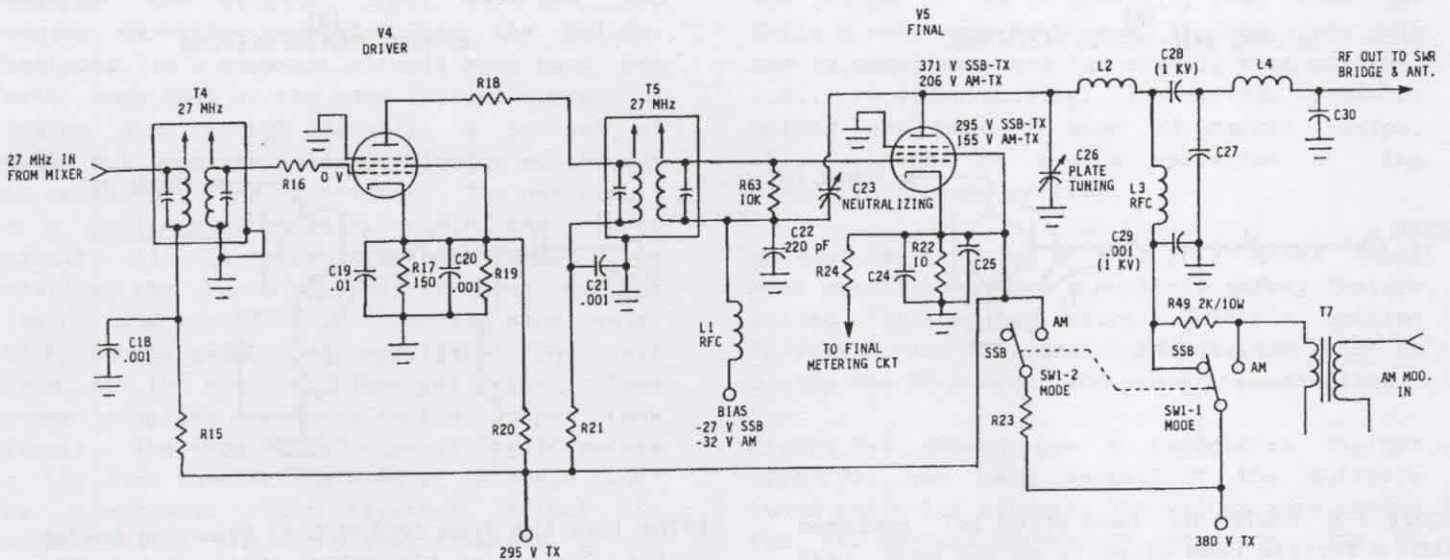 V4
DRIVER
V5
FINAL
371 V SSB-TX
206 V AM-TX
295 V SSB-TX
155 V AM-TX
T4
27 MHz
27 MHz IN
FROM MIXER
R16
0 V
R18
T5
27 MHz
C19
.01
R17
150
C20
.001
R19
C21
.001
C18
.001
R15
R20
R21
295 V TX
R63
10K
C23
NEUTRALIZING
C22
220 pF
L1
RFC
BIAS
-27 V SSB
-32 V AM
R24
C24
R22
10
C25
TO FINAL
METERING CKT
L2
C28
(1 KV)
L4
RF OUT TO SWR
BRIDGE & ANT.
C30
C26
PLATE
TUNING
C27
L3
RFC
C29
.001
(1 KV)
R49 2K/10W
T7
SSB
AM
SW1-2
MODE
R23
SSB
AM
SW1-1
MODE
AM MOD.
IN
380 V TX